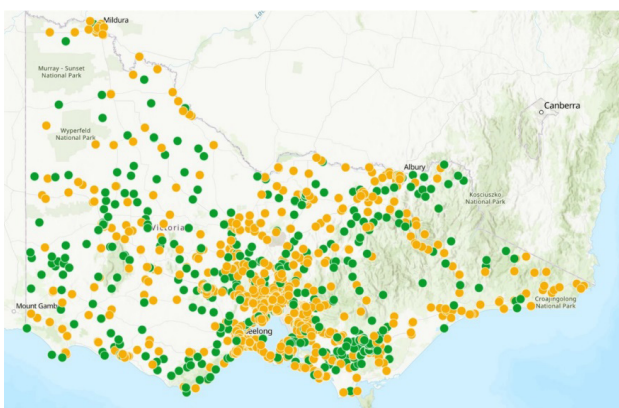 Mildura
Murray - Sunset
National Park
Canberra
Wyperfeld
National Park
Albury
Kosciuszko
National Park
Victoria
Croajingolong
National Park
Mount Gamb
eelong